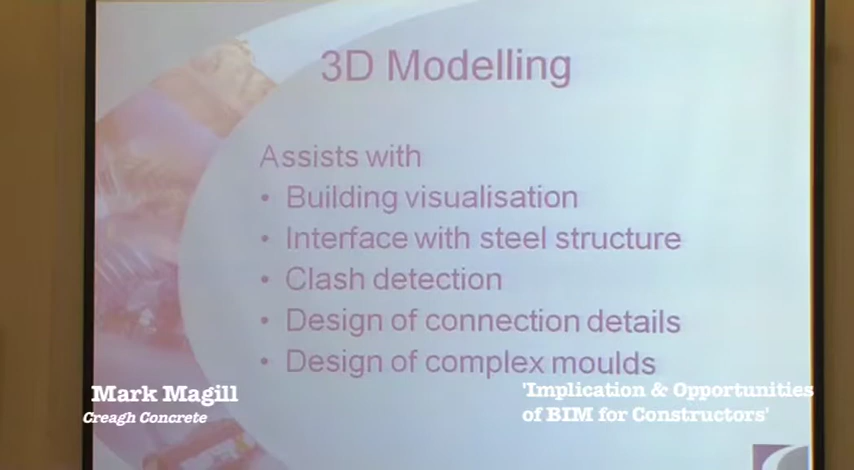 3D Modelling
Assists with
• Building visualisation
• Interface with steel structure
• Clash detection
• Design of connection details
• Design of complex moulds
Mark Magill
Creagh Concrete
'Implication & Opportunities
of BIM for Constructors'